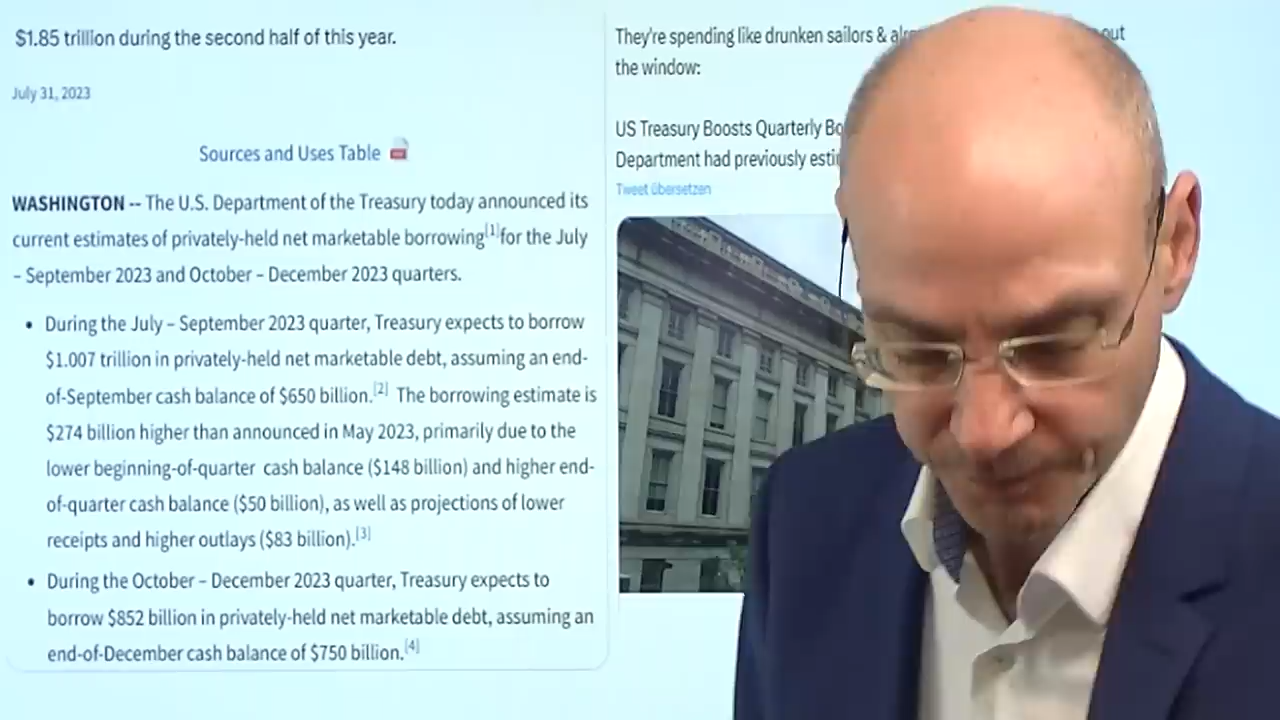 $1.85 trillion during the second half of this year.
July 31, 2023
Sources and Uses Table
WASHINGTON -- The U.S. Department of the Treasury today announced its
current estimates of privately-held net marketable borrowing[1]for the July
– September 2023 and October – December 2023 quarters.
• During the July – September 2023 quarter, Treasury expects to borrow
$1.007 trillion in privately-held net marketable debt, assuming an end-
of-September cash balance of $650 billion.[2] The borrowing estimate is
$274 billion higher than announced in May 2023, primarily due to the
lower beginning-of-quarter cash balance ($148 billion) and higher end-
of-quarter cash balance ($50 billion), as well as projections of lower
receipts and higher outlays ($83 billion).[3]
• During the October – December 2023 quarter, Treasury expects to
borrow $852 billion in privately-held net marketable debt, assuming an
end-of-December cash balance of $750 billion.[4]
They're spending like drunken sailors & out
the window:
US Treasury Boosts Quarterly
Department had previously
Tweet übersetzen